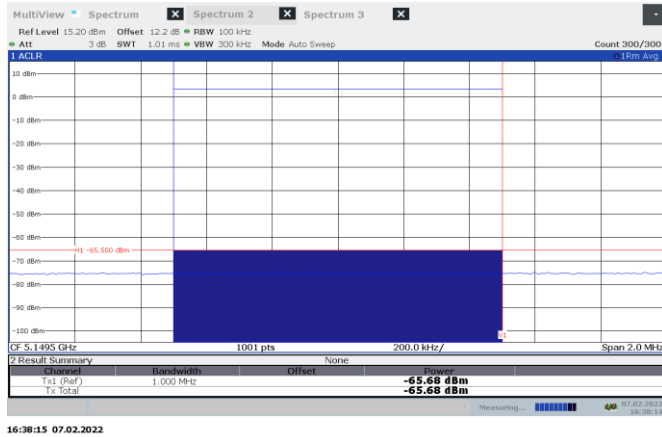 MultiView Spectrum X Spectrum 2 X Spectrum 3 X
Ref Level 15.20 dBm Offset 12.2 dB RBW 100 kHz
Att 3 dB SWT 1.01 ms VBW 300 kHz Mode Auto Sweep Count 300/300
1 ACLR 1Rm Avg
10 dBm
0 dBm
-10 dBm
-20 dBm
-30 dBm
-40 dBm
-50 dBm
-60 dBm
H1 -65.500 dBm
-70 dBm
-80 dBm
-90 dBm
-100 dBm
V1
CF 5.1495 GHz 1001 pts 200.0 kHz/ Span 2.0 MHz
2 Result Summary None
Channel Bandwidth Offset Power
Tx1 (Ref) 1.000 MHz -65.68 dBm
Tx Total -65.68 dBm
Measuring... 07.02.2022
16:38:14
16:38:15 07.02.2022